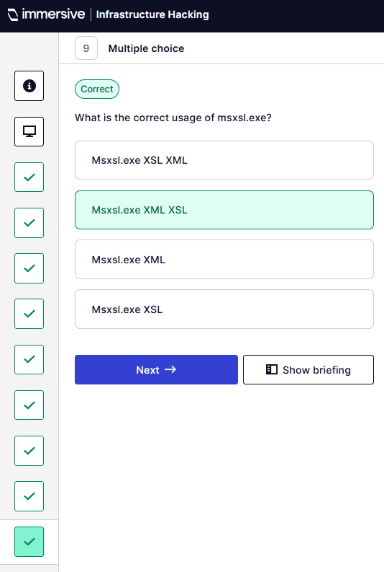 immersive | Infrastructure Hacking
9 Multiple choice
Correct
What is the correct usage of msxsl.exe?
Msxsl.exe XSL XML
Msxsl.exe XML XSL
Msxsl.exe XML
Msxsl.exe XSL
Next →
Show briefing